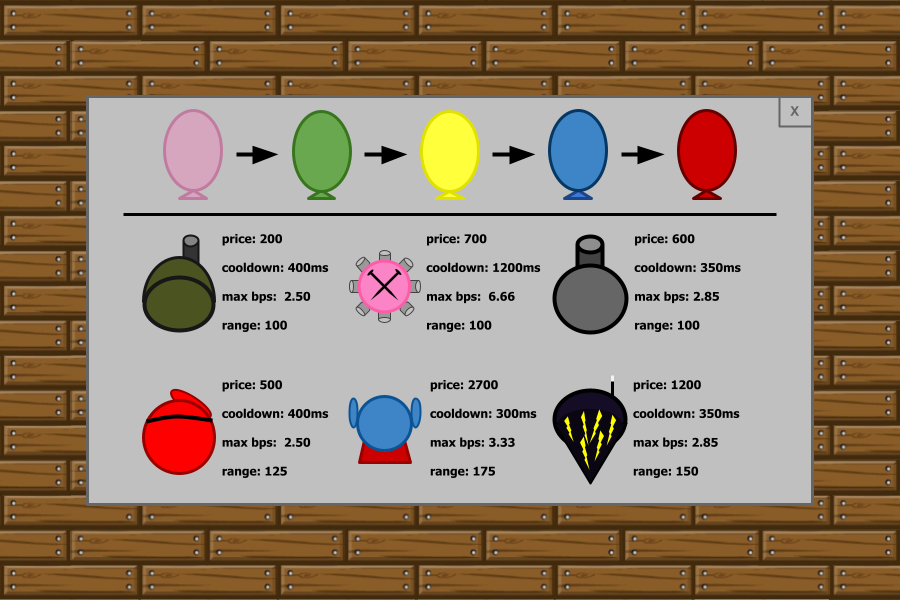 X
price: 200
cooldown: 400ms
max bps: 2.50
range: 100
price: 700
cooldown: 1200ms
max bps: 6.66
range: 100
price: 600
cooldown: 350ms
max bps: 2.85
range: 100
price: 500
cooldown: 400ms
max bps: 2.50
range: 125
price: 2700
cooldown: 300ms
max bps: 3.33
range: 175
price: 1200
cooldown: 350ms
max bps: 2.85
range: 150